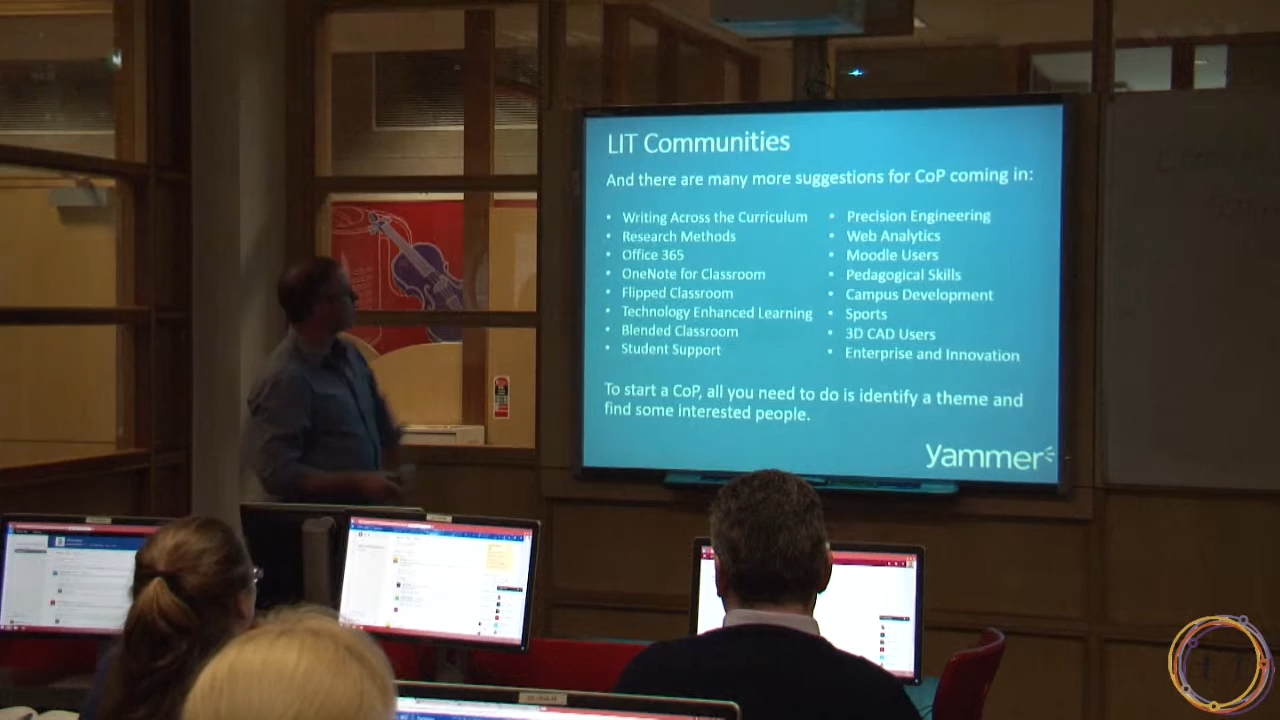 LIT Communities
And there are many more suggestions for CoP coming in:
• Writing Across the Curriculum
• Research Methods
• Office 365
• OneNote for Classroom
• Flipped Classroom
• Technology Enhanced Learning
• Blended Classroom
• Student Support
• Precision Engineering
• Web Analytics
• Moodle Users
• Pedagogical Skills
• Campus Development
• Sports
• 3D CAD Users
• Enterprise and Innovation
To start a CoP, all you need to do is identify a theme and
find some interested people.
yammer